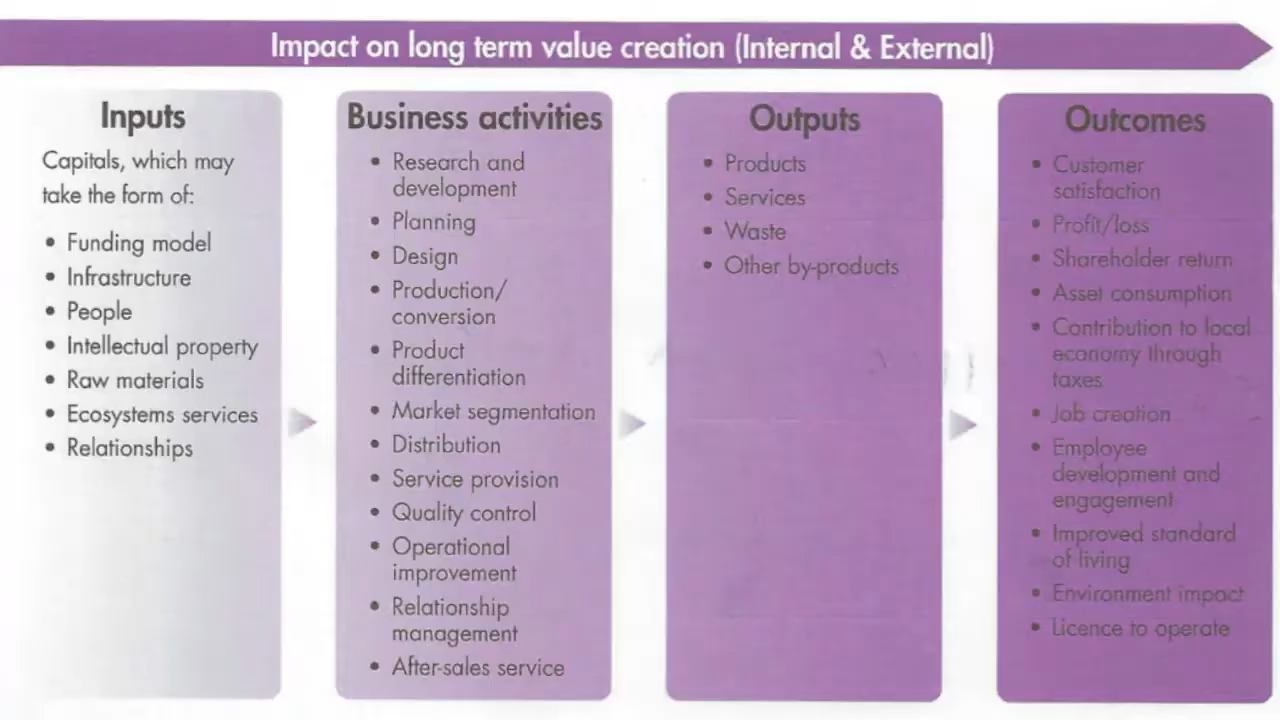 Impact on long term value creation (Internal & External)
Inputs
Capitals, which may
take the form of:
• Funding model
• Infrastructure
• People
• Intellectual property
• Raw materials
• Ecosystems services
• Relationships
Business activities
• Research and
development
• Planning
• Design
• Production/
conversion
• Product
differentiation
• Market segmentation
• Distribution
• Service provision
• Quality control
• Operational
improvement
• Relationship
management
• After-sales service
Outputs
• Products
• Services
• Waste
• Other by-products
Outcomes
• Customer
satisfaction
• Profit/loss
• Shareholder return
• Asset consumption
• Contribution to local
economy through
taxes
• Job creation
• Employee
development and
engagement
• Improved standard
of living
• Environment impact
• Licence to operate